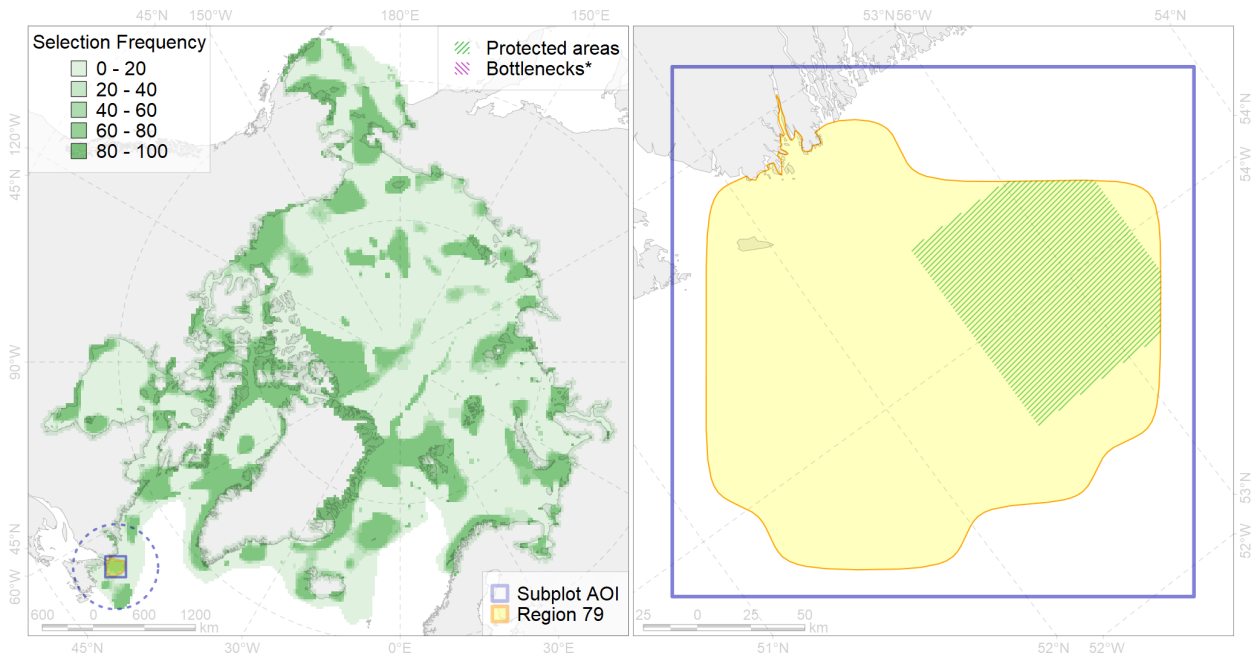 45°N 150°W 180°E 150°E
53°N56°W 54°N
Selection Frequency
0 - 20
20 - 40
40 - 60
60 - 80
80 - 100
Protected areas
Bottlenecks*
120°W
45°N
90°W
45°N
60°W
54°N
54°W
53°N
52°W
Subplot AOI
Region 79
600 0 600 1200
km
25 0 25 50
km
45°N 30°W 0°E 30°E
51°N 52°N 52°W